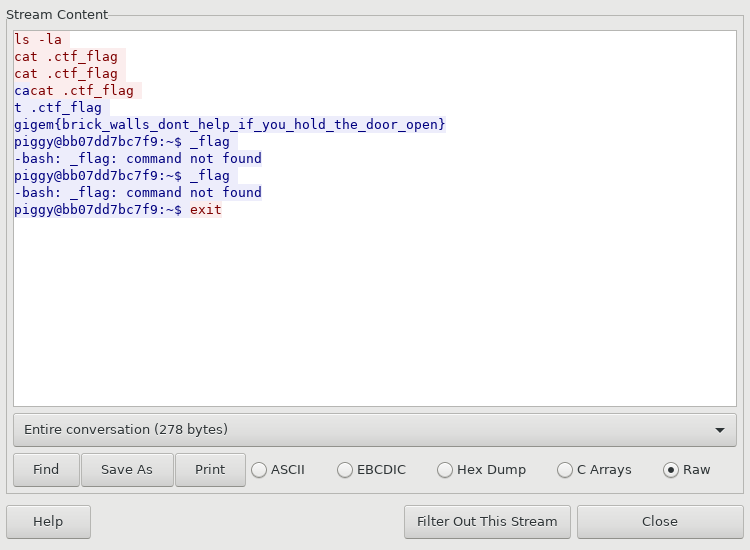 Stream Content
ls -la
cat .ctf_flag
cat .ctf_flag
cacat .ctf_flag
t .ctf_flag
gigem{brick_walls_dont_help_if_you_hold_the_door_open}
piggy@bb07dd7bc7f9:~$ _flag
-bash: _flag: command not found
piggy@bb07dd7bc7f9:~$ _flag
-bash: _flag: command not found
piggy@bb07dd7bc7f9:~$ exit
Entire conversation (278 bytes)
Find Save As Print ASCII EBCDIC Hex Dump C Arrays Raw
Help Filter Out This Stream Close